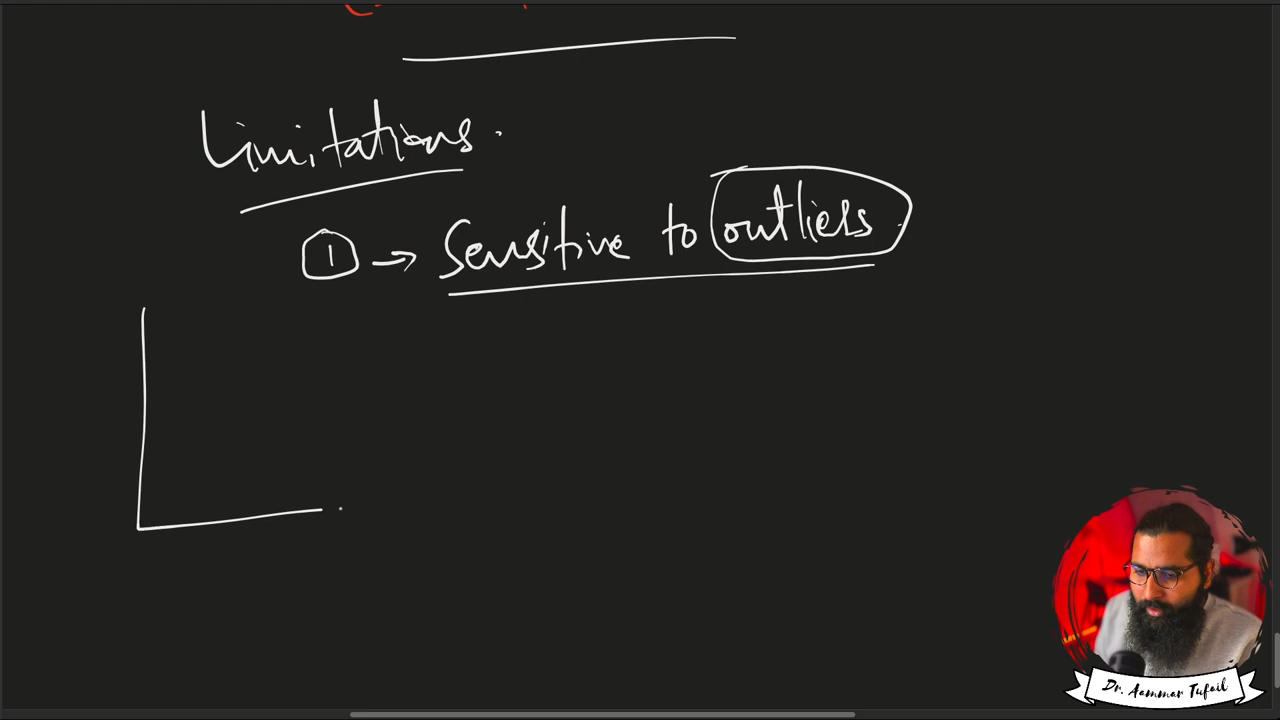 Limitations.
① → Sensitive to outliers.
Dr. Aammar Tufail